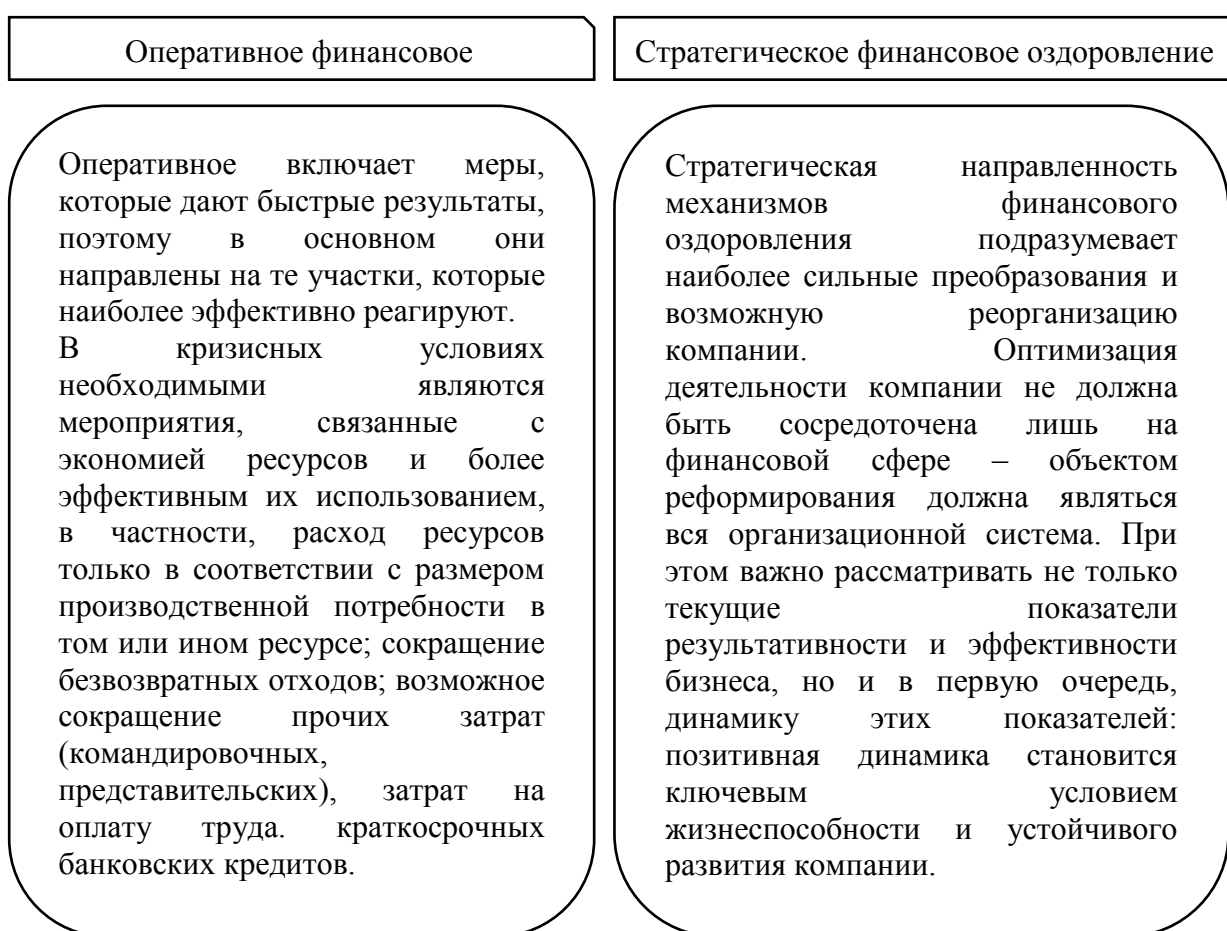 Оперативное финансовое
Стратегическое финансовое оздоровление
Оперативное включает меры,
которые дают быстрые результаты,
поэтому в основном они
направлены на те участки, которые
наиболее эффективно реагируют.
В кризисных условиях
необходимыми являются
мероприятия, связанные с
экономией ресурсов и более
эффективным их использованием,
в частности, расход ресурсов
только в соответствии с размером
производственной потребности в
том или ином ресурсе; сокращение
безвозвратных отходов; возможное
сокращение прочих затрат
(командировочных,
представительских), затрат на
оплату труда. краткосрочных
банковских кредитов.
Стратегическая направленность
механизмов финансового
оздоровления подразумевает
наиболее сильные преобразования и
возможную реорганизацию
компании. Оптимизация
деятельности компании не должна
быть сосредоточена лишь на
финансовой сфере – объектом
реформирования должна являться
вся организационной система. При
этом важно рассматривать не только
текущие показатели
результативности и эффективности
бизнеса, но и в первую очередь,
динамику этих показателей:
позитивная динамика становится
ключевым условием
жизнеспособности и устойчивого
развития компании.